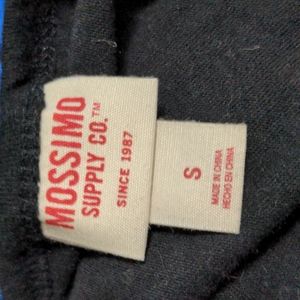 MOSSIMO
SUPPLY CO.™
SINCE 1987
S
MADE IN CHINA
HECHO EN CHINA